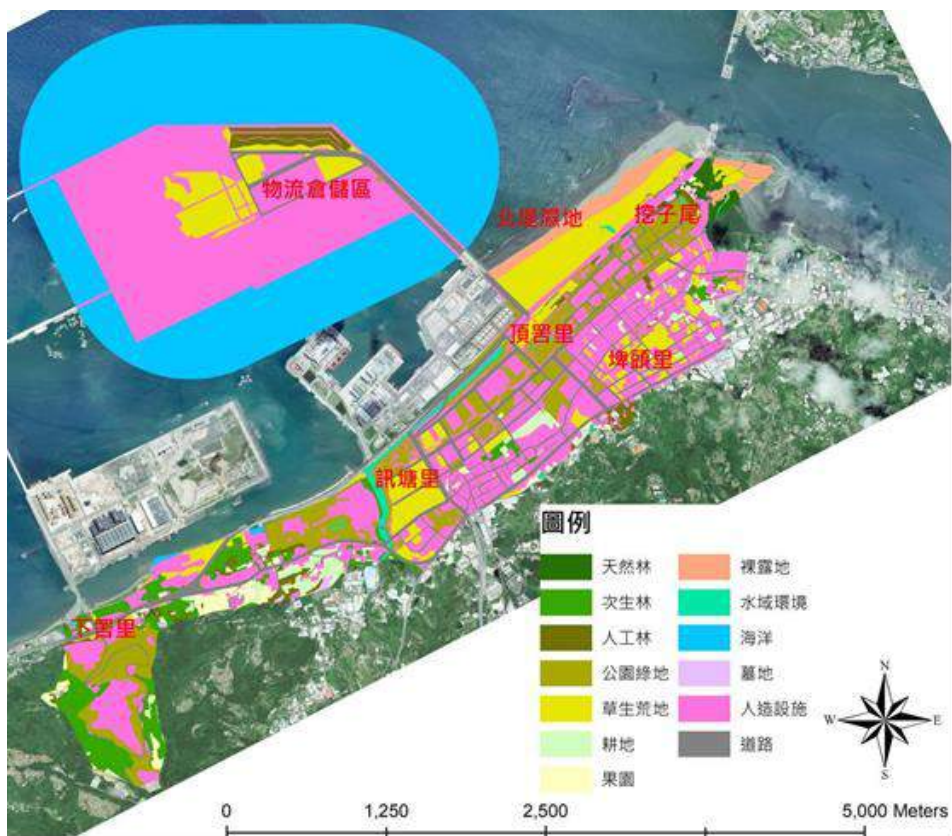 物流倉儲區
北堤濕地
挖子尾
頂罟里
埤頭里
訊塘里
下罟里
圖例
天然林
次生林
人工林
公園綠地
草生荒地
耕地
果園
裸露地
水域環境
海洋
墓地
人造設施
道路
N
W
E
S
0
1,250
2,500
5,000 Meters